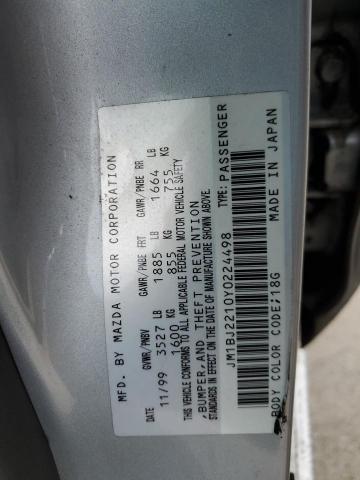 MFD. BY MAZDA MOTOR CORPORATION
DATE GVWR/PNBV GAWR/PNBE FRT GAWR/PNBE RR
11/99 3527 LB 1885 LB 1664 LB
1600 KG 855 KG 755 KG
THIS VEHICLE CONFORMS TO ALL APPLICABLE FEDERAL MOTOR VEHICLE SAFETY
,BUMPER,AND THEFT PREVENTION
STANDARDS IN EFFECT ON THE DATE OF MANUFACTURE SHOWN ABOVE.
JM1BJ2210Y0224498 TYPE:PASSENGER
BODY COLOR CODE;18G MADE IN JAPAN